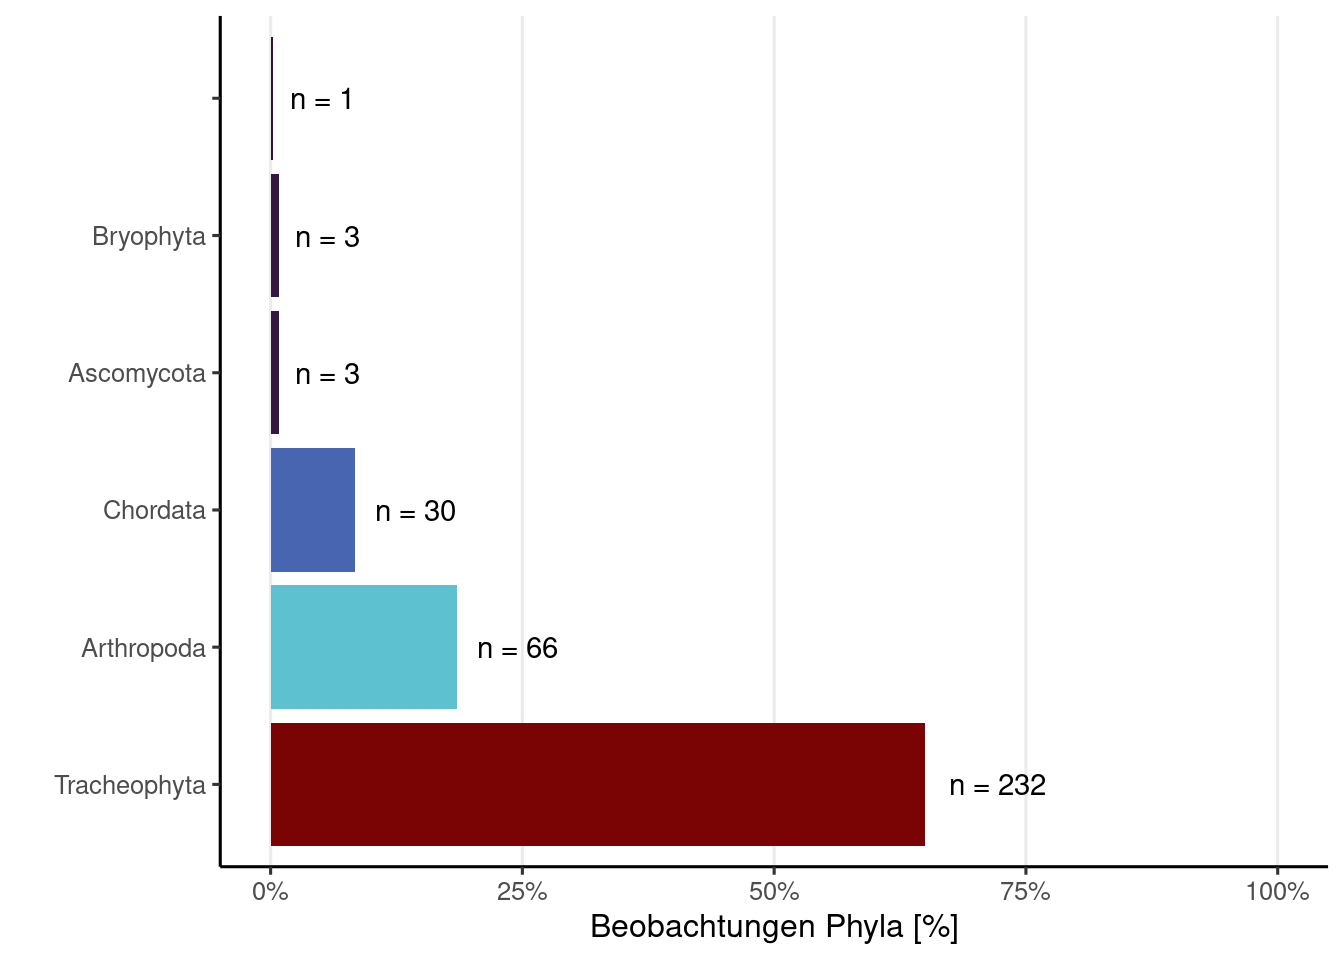 n = 1
Bryophyta n = 3
Ascomycota n = 3
Chordata n = 30
Arthropoda n = 66
Tracheophyta n = 232
0% 25% 50% 75% 100%
Beobachtungen Phyla [%]